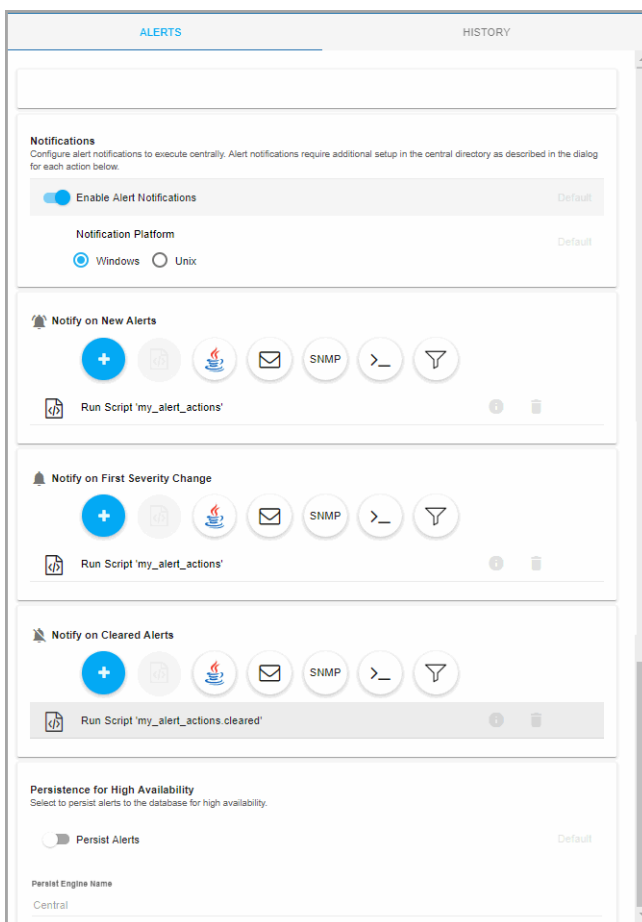 ALERTS HISTORY
Notifications
Configure alert notifications to execute centrally. Alert notifications require additional setup in the central directory as described in the dialog
for each action below.
Enable Alert Notifications Default
Notification Platform
Default
Windows Unix
Notify on New Alerts
+ SNMP >_
Run Script 'my_alert_actions'
Notify on First Severity Change
+ SNMP >_
Run Script 'my_alert_actions'
Notify on Cleared Alerts
+ SNMP >_
Run Script 'my_alert_actions.cleared'
Persistence for High Availability
Select to persist alerts to the database for high availability.
Persist Alerts Default
Persist Engine Name
Central